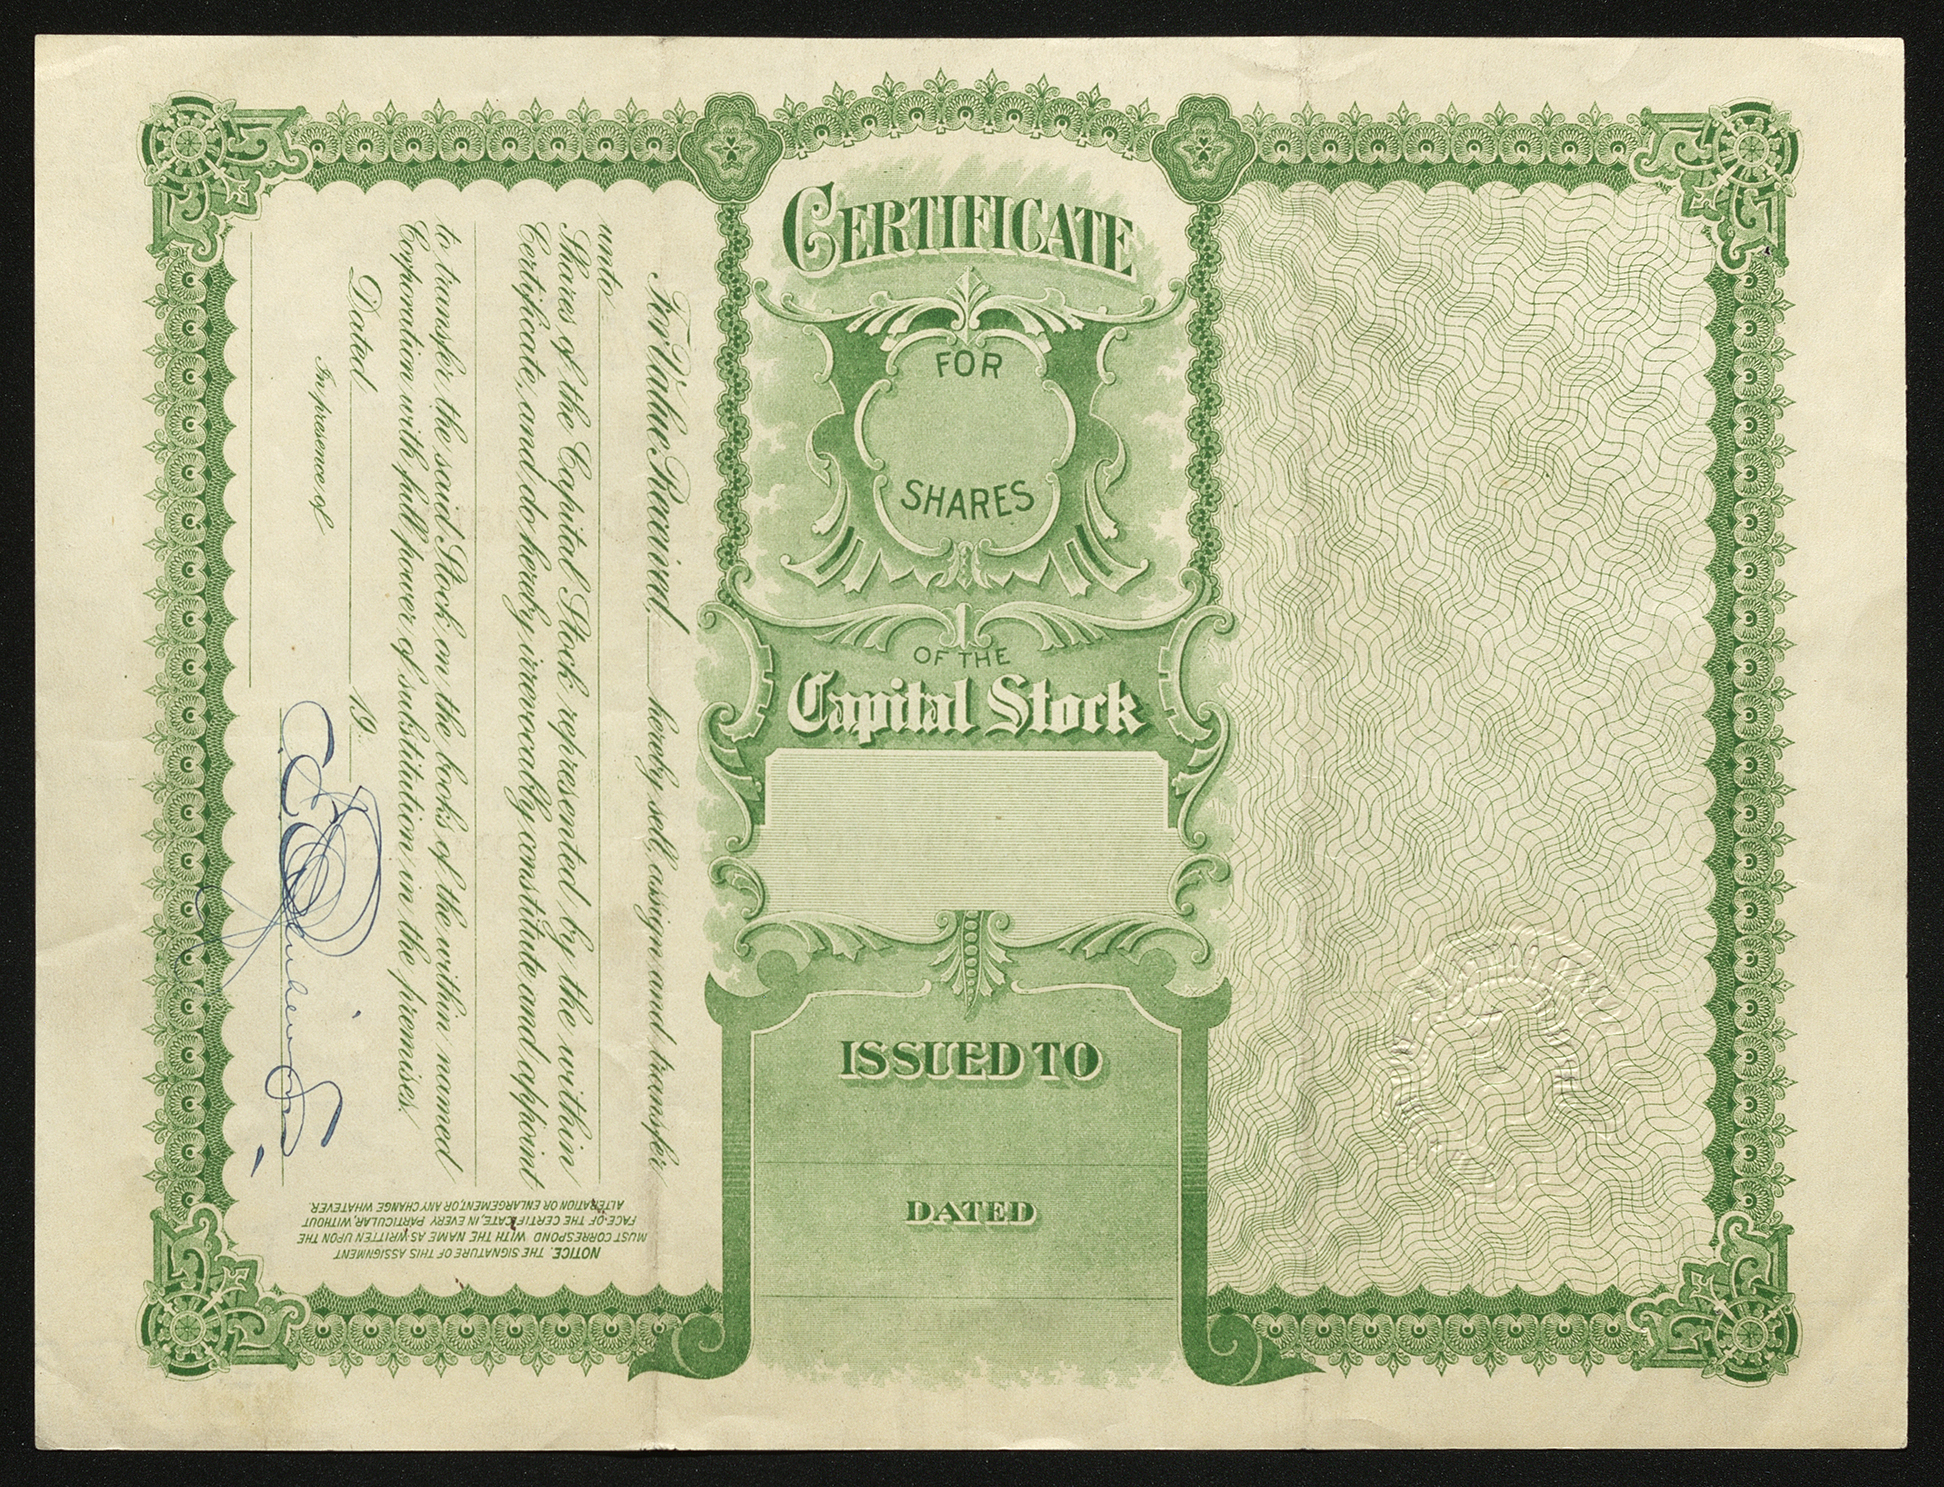 CERTIFICATE
FOR
SHARES
OF THE
Capital Stock
ISSUED TO
DATED
For Value Received, hereby sell, assign and transfer
unto
Shares of the Capital Stock represented by the within
Certificate, and do hereby irrevocably constitute and appoint
to transfer the said Stock on the books of the within named
Corporation with full power of substitution in the premises.
Dated 19
In presence of
NOTICE. THE SIGNATURE OF THIS ASSIGNMENT
MUST CORRESPOND WITH THE NAME AS WRITTEN UPON THE
FACE OF THE CERTIFICATE, IN EVERY PARTICULAR, WITHOUT
ALTERATION OR ENLARGEMENT, OR ANY CHANGE WHATEVER.